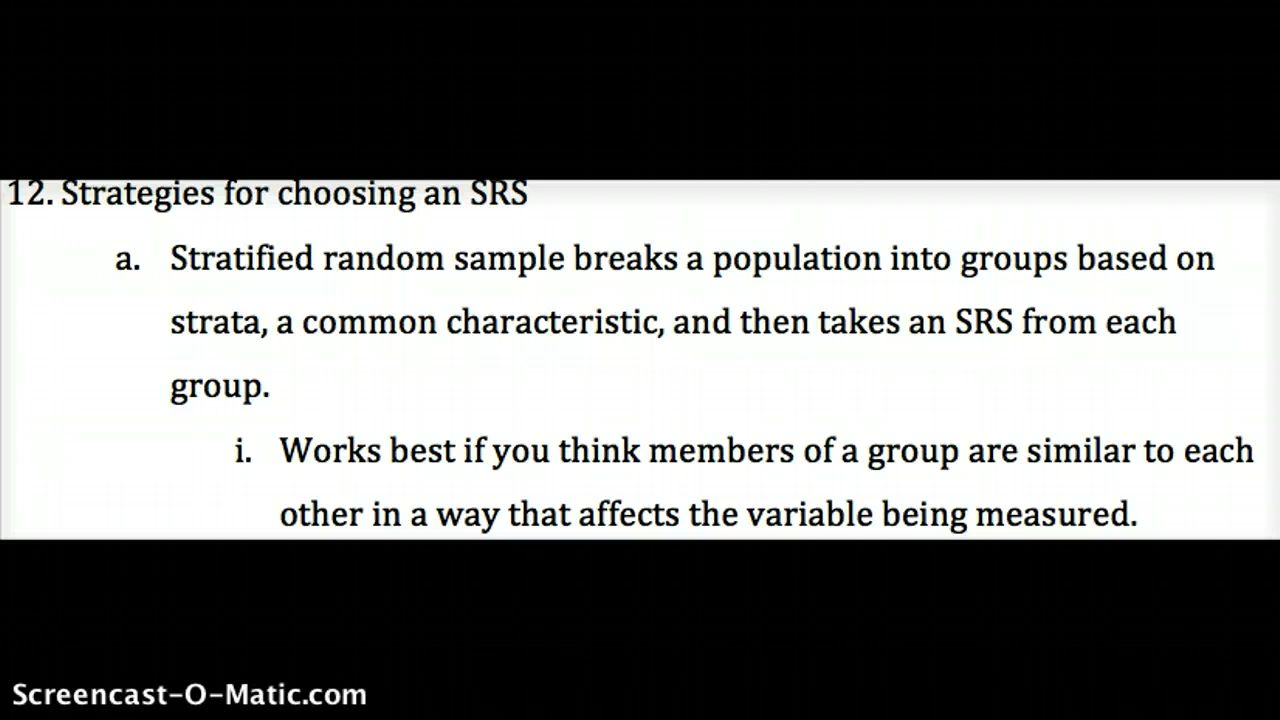 12. Strategies for choosing an SRS
a. Stratified random sample breaks a population into groups based on
strata, a common characteristic, and then takes an SRS from each
group.
i. Works best if you think members of a group are similar to each
other in a way that affects the variable being measured.
Screencast-O-Matic.com